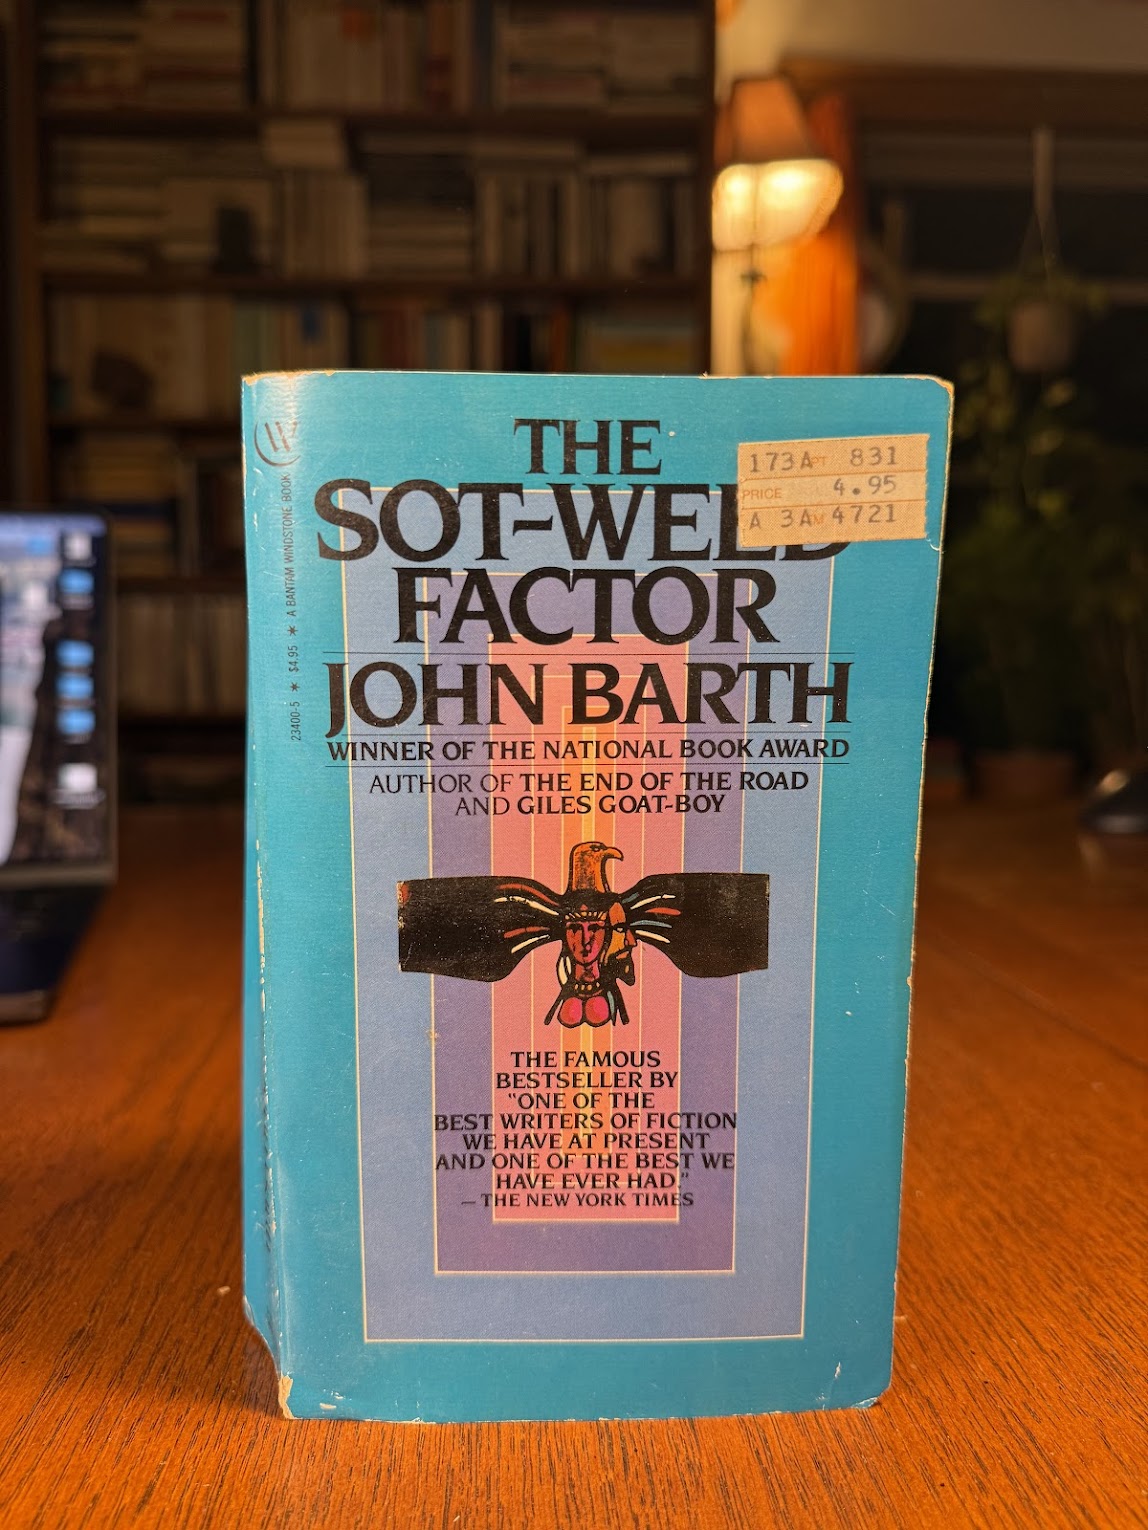 W
23400-5 * $4.95 * A BANTAM WINDSTONE BOOK
THE
SOT-WEED
FACTOR
173A PT 831
PRICE 4.95
A 3A M 4721
JOHN BARTH
WINNER OF THE NATIONAL BOOK AWARD
AUTHOR OF THE END OF THE ROAD
AND GILES GOAT-BOY
THE FAMOUS
BESTSELLER BY
"ONE OF THE
BEST WRITERS OF FICTION
WE HAVE AT PRESENT
AND ONE OF THE BEST WE
HAVE EVER HAD."
—THE NEW YORK TIMES